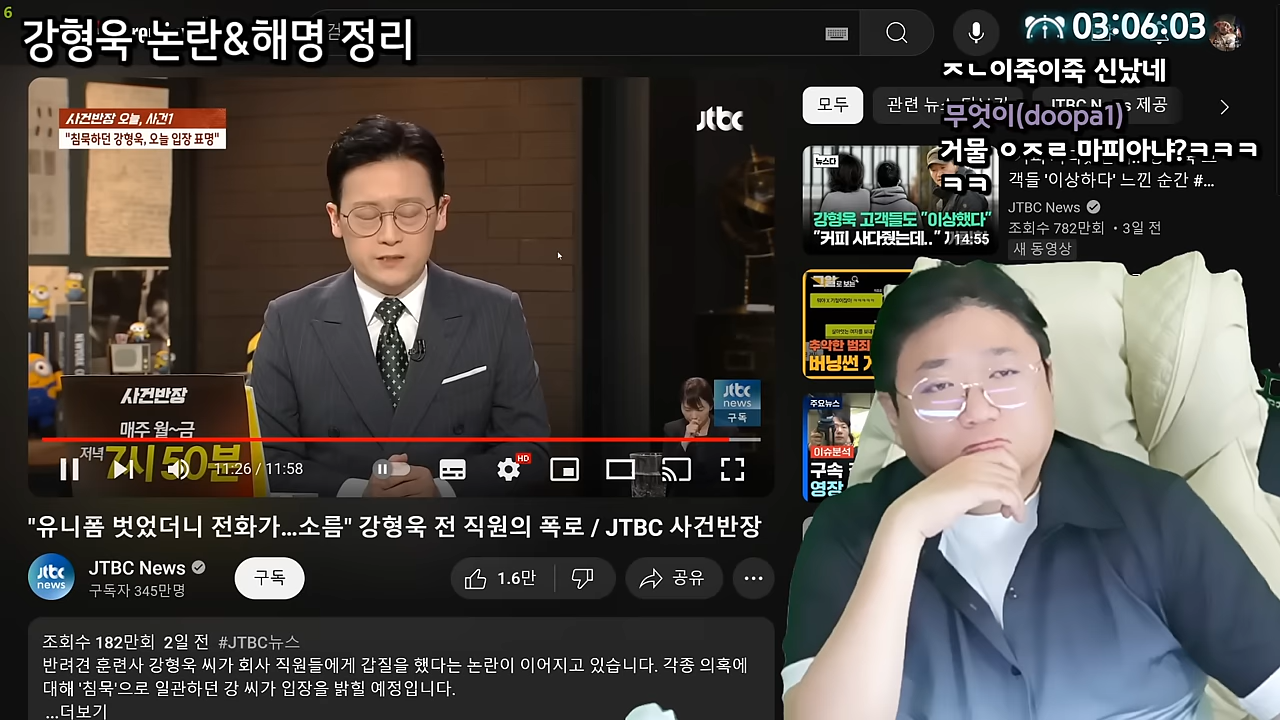 6
강형욱 논란&해명 정리
03:06:03
ㅈㄴ이죽이죽 신났네
무엇이(doopa1)
거물 ㅇㅈㄹ 마피아냐?ㅋㅋㅋ
ㅋㅋ
모두
관련 뉴스
제공
사건반장 오늘, 사건1
"침묵하던 강형욱, 오늘 입장 표명"
jtbc
뉴스다
강형욱 고객들도 "이상했다"
"커피 사다줬는데.."
14:55
객들 '이상하다' 느낀 순간 #...
JTBC News
조회수 782만회 · 3일 전
새 동영상
추악한 범죄
버닝썬
주요뉴스
이슈분석
구속
영장
사건반장
매주 월~금
저녁 7시 50분
jtbc
news
구독
11:26 / 11:58
HD
"유니폼 벗었더니 전화가…소름" 강형욱 전 직원의 폭로 / JTBC 사건반장
jtbc
news
JTBC News
구독자 345만명
구독
1.6만
공유
조회수 182만회 2일 전 #JTBC뉴스
반려견 훈련사 강형욱 씨가 회사 직원들에게 갑질을 했다는 논란이 이어지고 있습니다. 각종 의혹에
대해 '침묵'으로 일관하던 강 씨가 입장을 밝힐 예정입니다.
...더보기